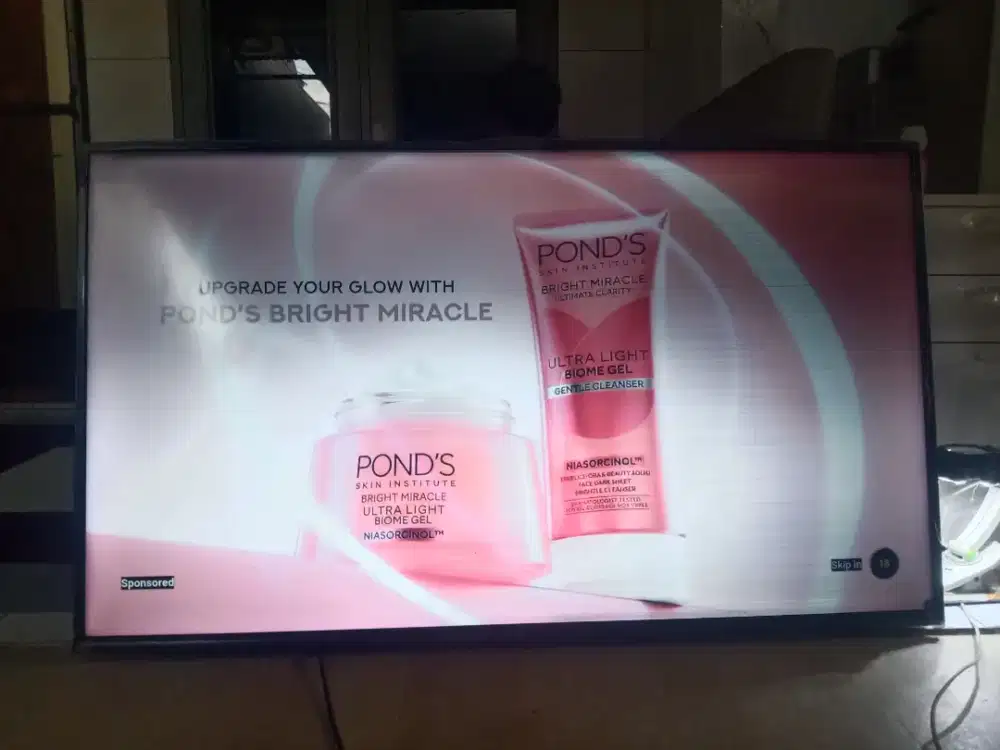 UPGRADE YOUR GLOW WITH
POND'S BRIGHT MIRACLE
POND'S
SKIN INSTITUTE
BRIGHT MIRACLE
ULTIMATE CLARITY
ULTRA LIGHT
BIOME GEL
GENTLE CLEANSER
NIASORCINOL™
POND'S
SKIN INSTITUTE
BRIGHT MIRACLE
ULTRA LIGHT
BIOME GEL
NIASORCINOL™
Sponsored
Skip in